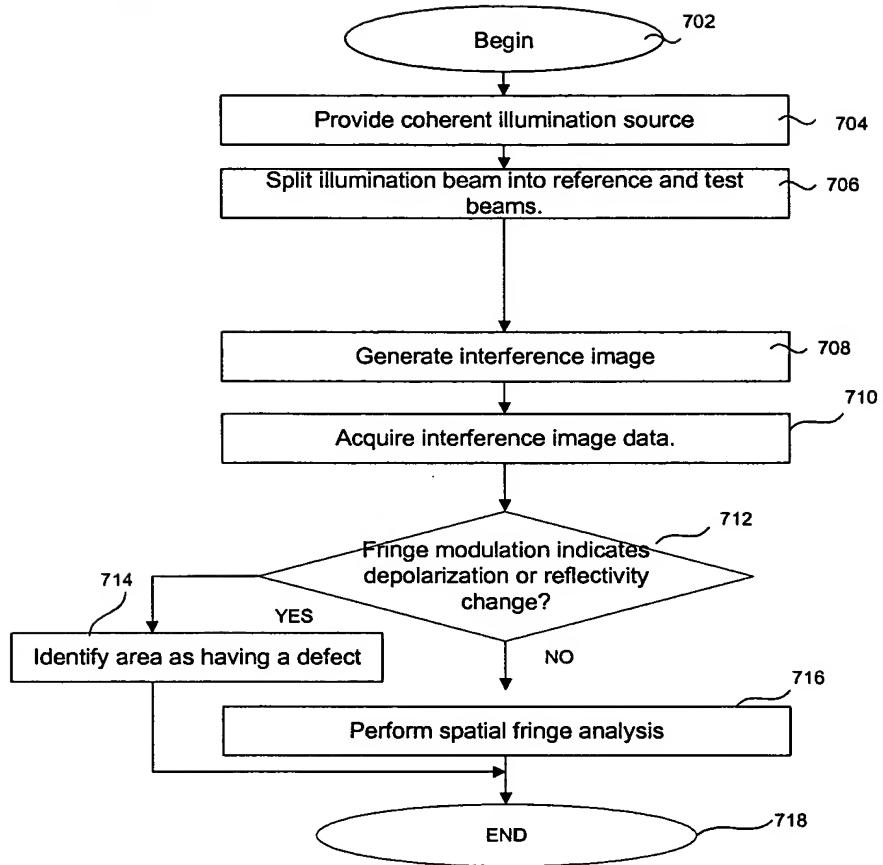 Begin
702
Provide coherent illumination source
704
Split illumination beam into reference and test
beams.
706
Generate interference image
708
710
Acquire interference image data.
712
Fringe modulation indicates
depolarization or reflectivity
change?
714
YES
Identify area as having a defect
NO
716
Perform spatial fringe analysis
END
718